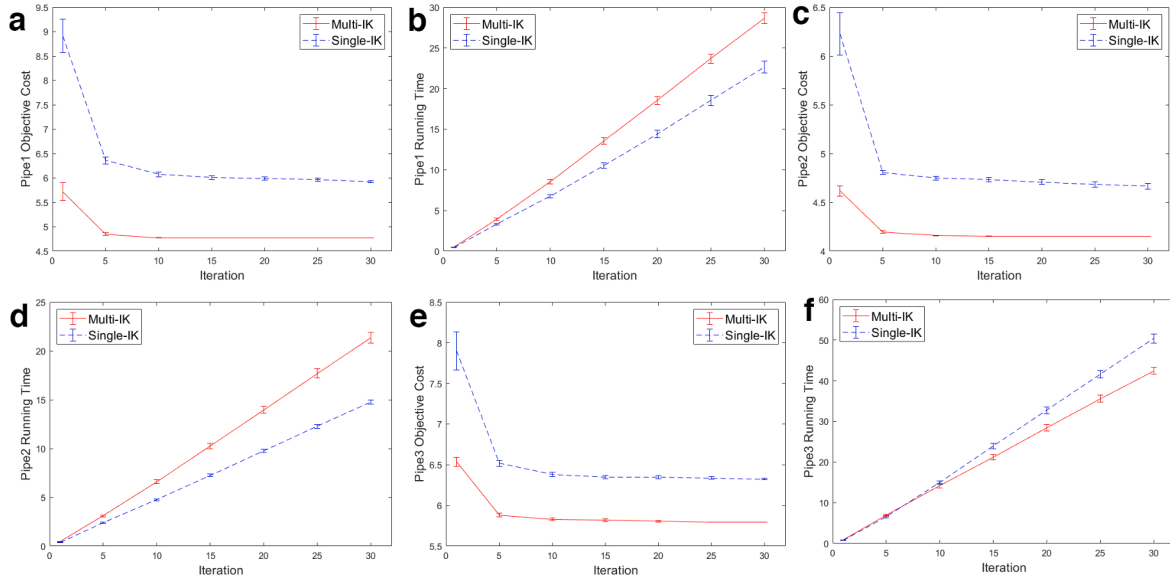 a
9.5
9
8.5
8
7.5
7
6.5
6
5.5
5
4.5
0 5 10 15 20 25 30
Pipe1 Objective Cost
Iteration
Multi-IK
Single-IK
b
30
25
20
15
10
5
0
0 5 10 15 20 25 30
Pipe1 Running Time
Iteration
Multi-IK
Single-IK
c
6.5
6
5.5
5
4.5
4
0 5 10 15 20 25 30
Pipe2 Objective Cost
Iteration
Multi-IK
Single-IK
d
25
20
15
10
5
0
0 5 10 15 20 25 30
Pipe2 Running Time
Iteration
Multi-IK
Single-IK
e
8.5
8
7.5
7
6.5
6
5.5
0 5 10 15 20 25 30
Pipe3 Objective Cost
Iteration
Multi-IK
Single-IK
f
60
50
40
30
20
10
0
0 5 10 15 20 25 30
Pipe3 Running Time
Iteration
Multi-IK
Single-IK